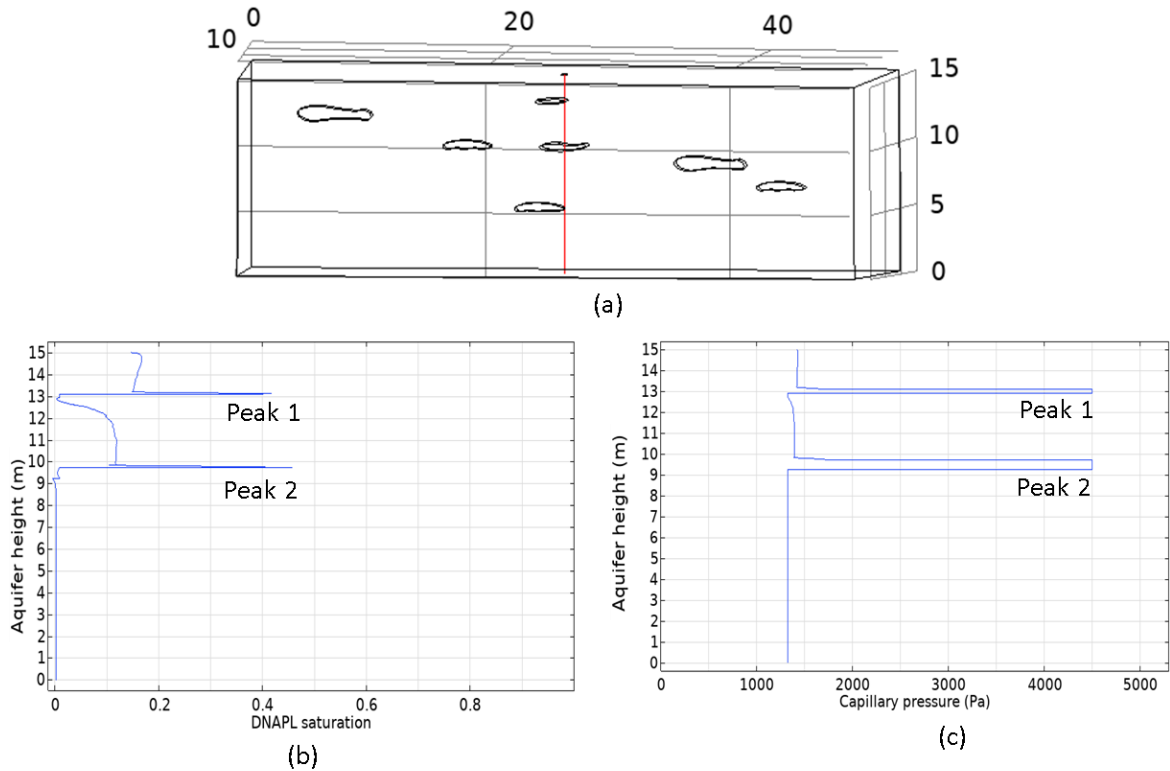 0 20 40
10
15
10
5
0
(a)
15
14
13
12
11
10
9
8
7
6
5
4
3
2
1
0
Aquifer height (m)
Peak 1
Peak 2
0 0.2 0.4 0.6 0.8
DNAPL saturation
(b)
15
14
13
12
11
10
9
8
7
6
5
4
3
2
1
0
Aquifer height (m)
Peak 1
Peak 2
0 1000 2000 3000 4000 5000
Capillary pressure (Pa)
(c)